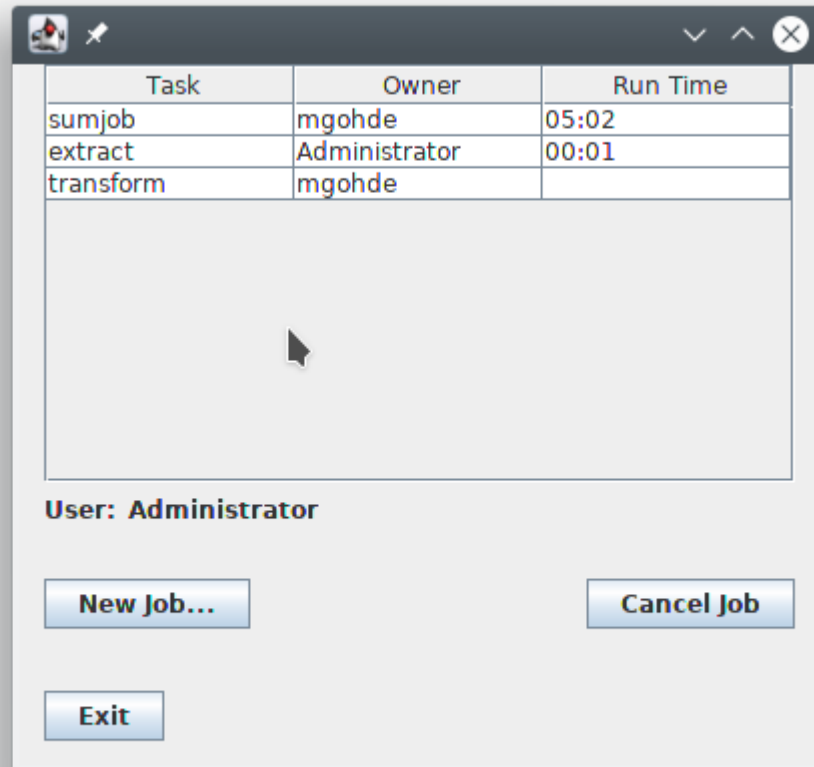 Task Owner Run Time
sumjob mgohde 05:02
extract Administrator 00:01
transform mgohde
User: Administrator
New Job... Cancel Job
Exit